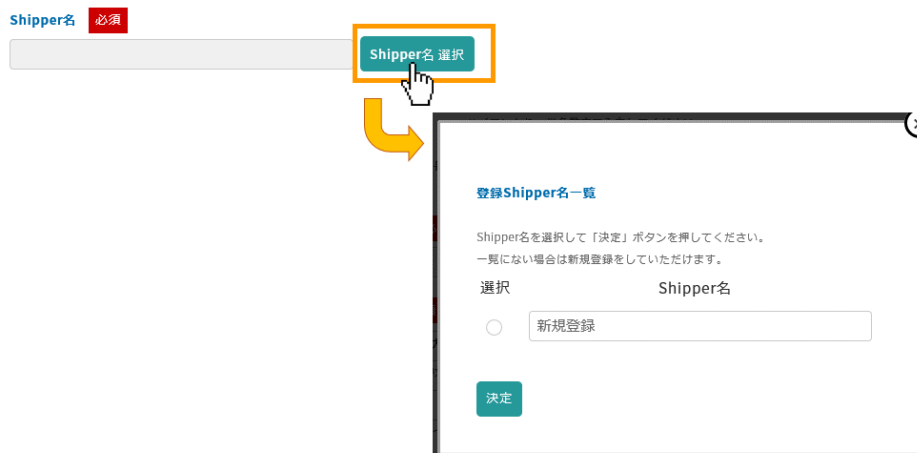 Shipper名 必須
Shipper名 選択
登録Shipper名一覧
Shipper名を選択して「決定」ボタンを押してください。
一覧にない場合は新規登録をしていただけます。
選択 Shipper名
新規登録
決定